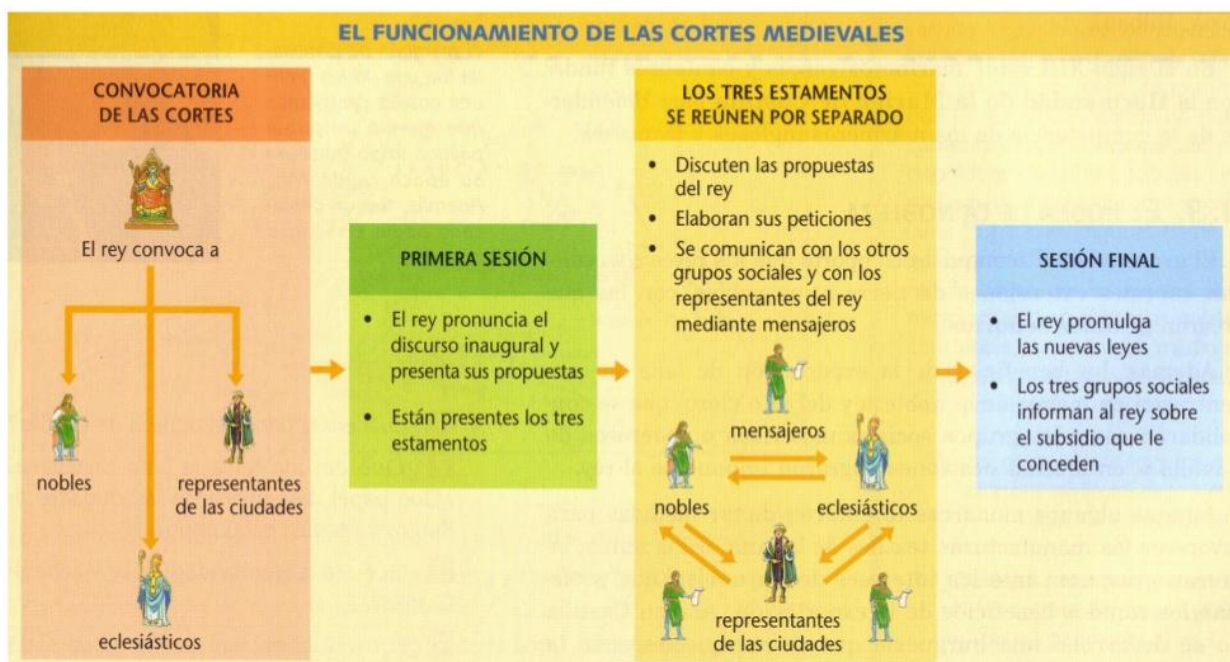 EL FUNCIONAMIENTO DE LAS CORTES MEDIEVALES
CONVOCATORIA
DE LAS CORTES
El rey convoca a
nobles
representantes
de las ciudades
eclesiásticos
PRIMERA SESIÓN
• El rey pronuncia el
discurso inaugural y
presenta sus propuestas
• Están presentes los tres
estamentos
LOS TRES ESTAMENTOS
SE REÚNEN POR SEPARADO
• Discuten las propuestas
del rey
• Elaboran sus peticiones
• Se comunican con los otros
grupos sociales y con los
representantes del rey
mediante mensajeros
mensajeros
nobles
eclesiásticos
representantes
de las ciudades
SESIÓN FINAL
• El rey promulga
las nuevas leyes
• Los tres grupos sociales
informan al rey sobre
el subsidio que le
conceden